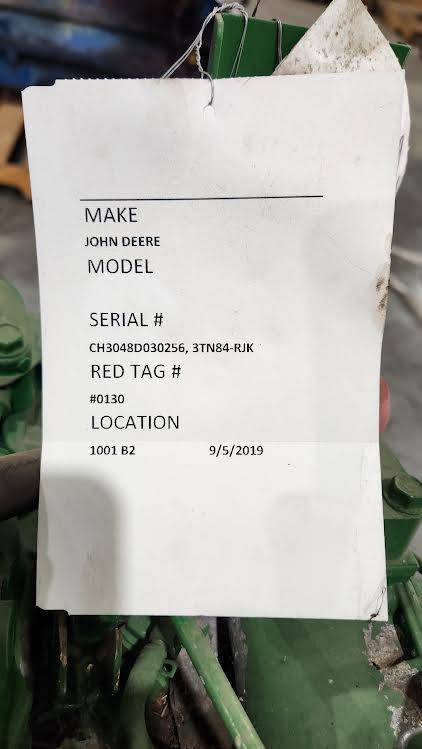 MAKE
JOHN DEERE
MODEL
SERIAL #
CH3048D030256, 3TN84-RJK
RED TAG #
#0130
LOCATION
1001 B2 9/5/2019